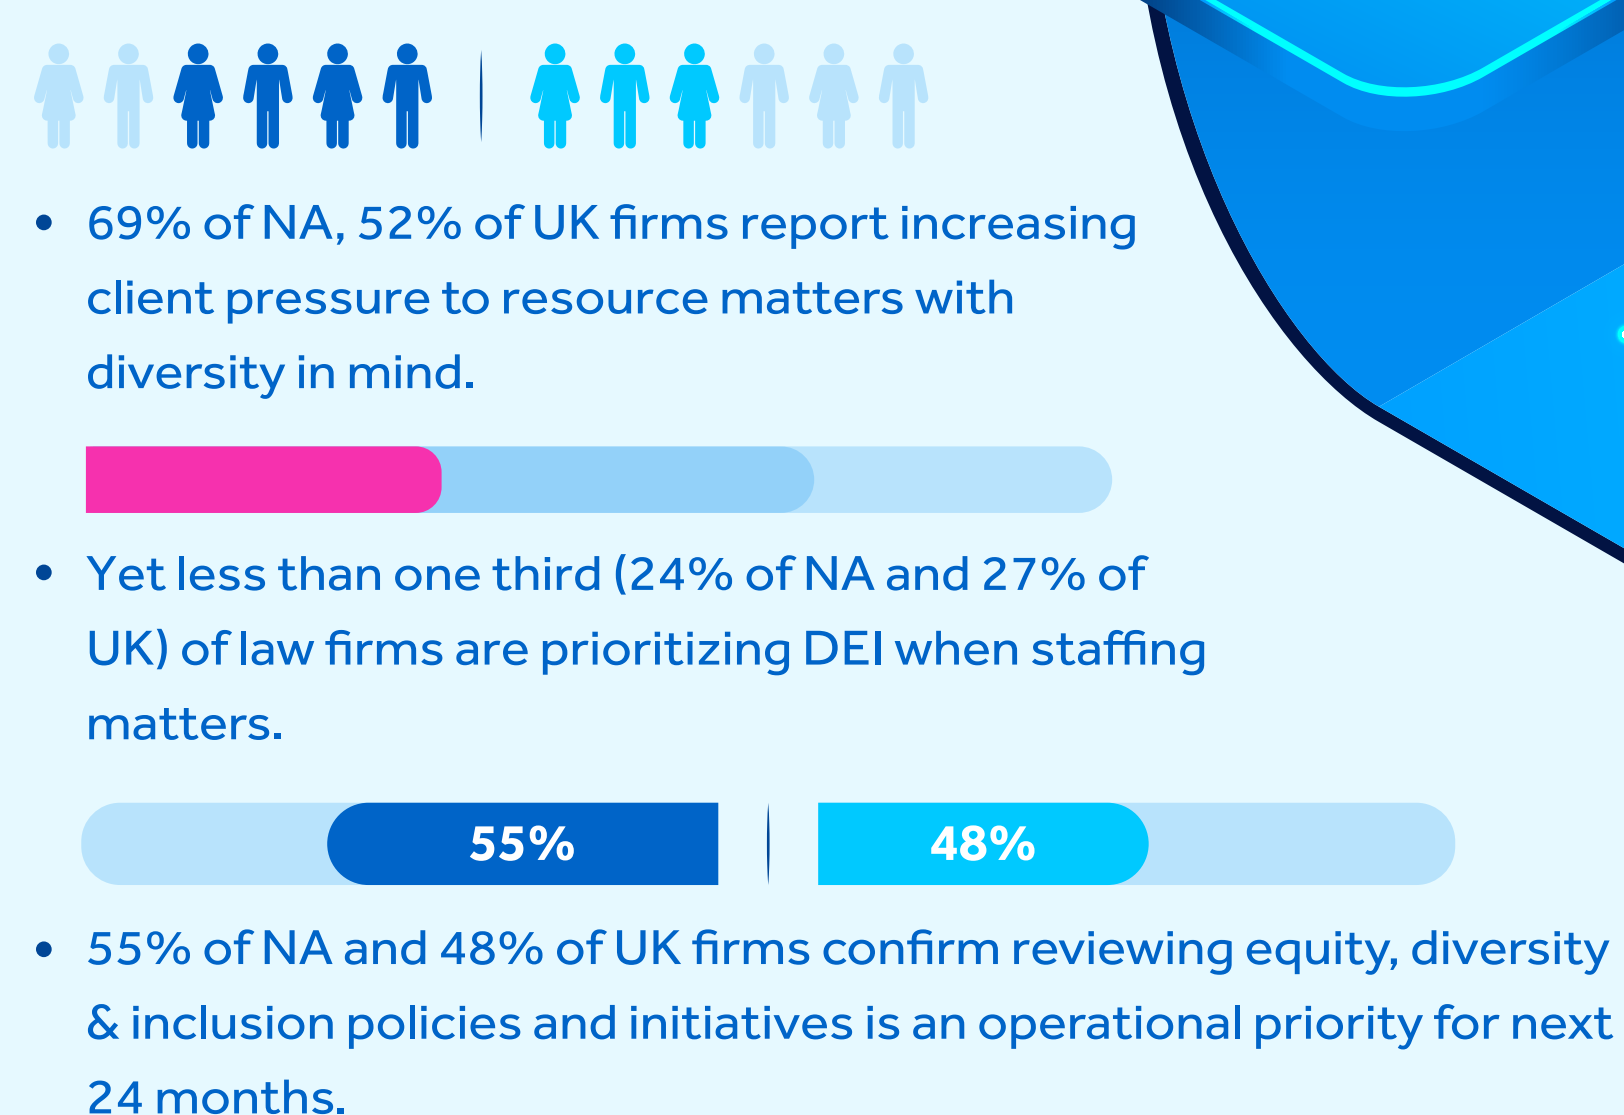 • 69% of NA, 52% of UK firms report increasing
client pressure to resource matters with
diversity in mind.
• Yet less than one third (24% of NA and 27% of
UK) of law firms are prioritizing DEI when staffing
matters.
55% 48%
• 55% of NA and 48% of UK firms confirm reviewing equity, diversity
& inclusion policies and initiatives is an operational priority for next
24 months.